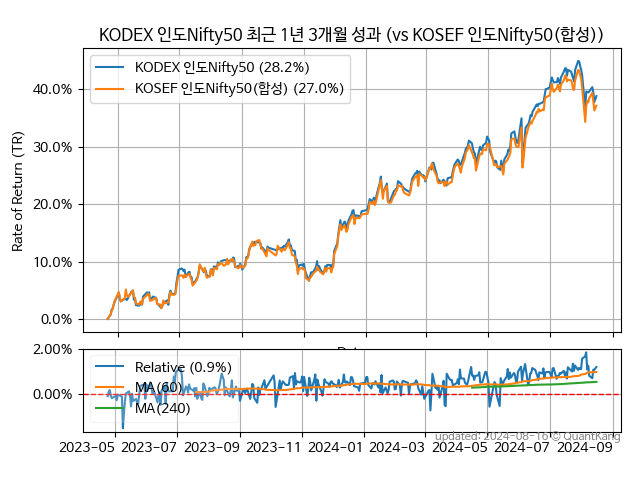 KODEX 인도Nifty50 최근 1년 3개월 성과 (vs KOSEF 인도Nifty50(합성))
KODEX 인도Nifty50 (28.2%)
KOSEF 인도Nifty50(합성) (27.0%)
Rate of Return (TR)
40.0%
30.0%
20.0%
10.0%
0.0%
2.00%
0.00%
Relative (0.9%)
MA(60)
MA(240)
2023-05 2023-07 2023-09 2023-11 2024-01 2024-03 2024-05 2024-07 2024-09
updated: 2024-08-16 © QuantKang